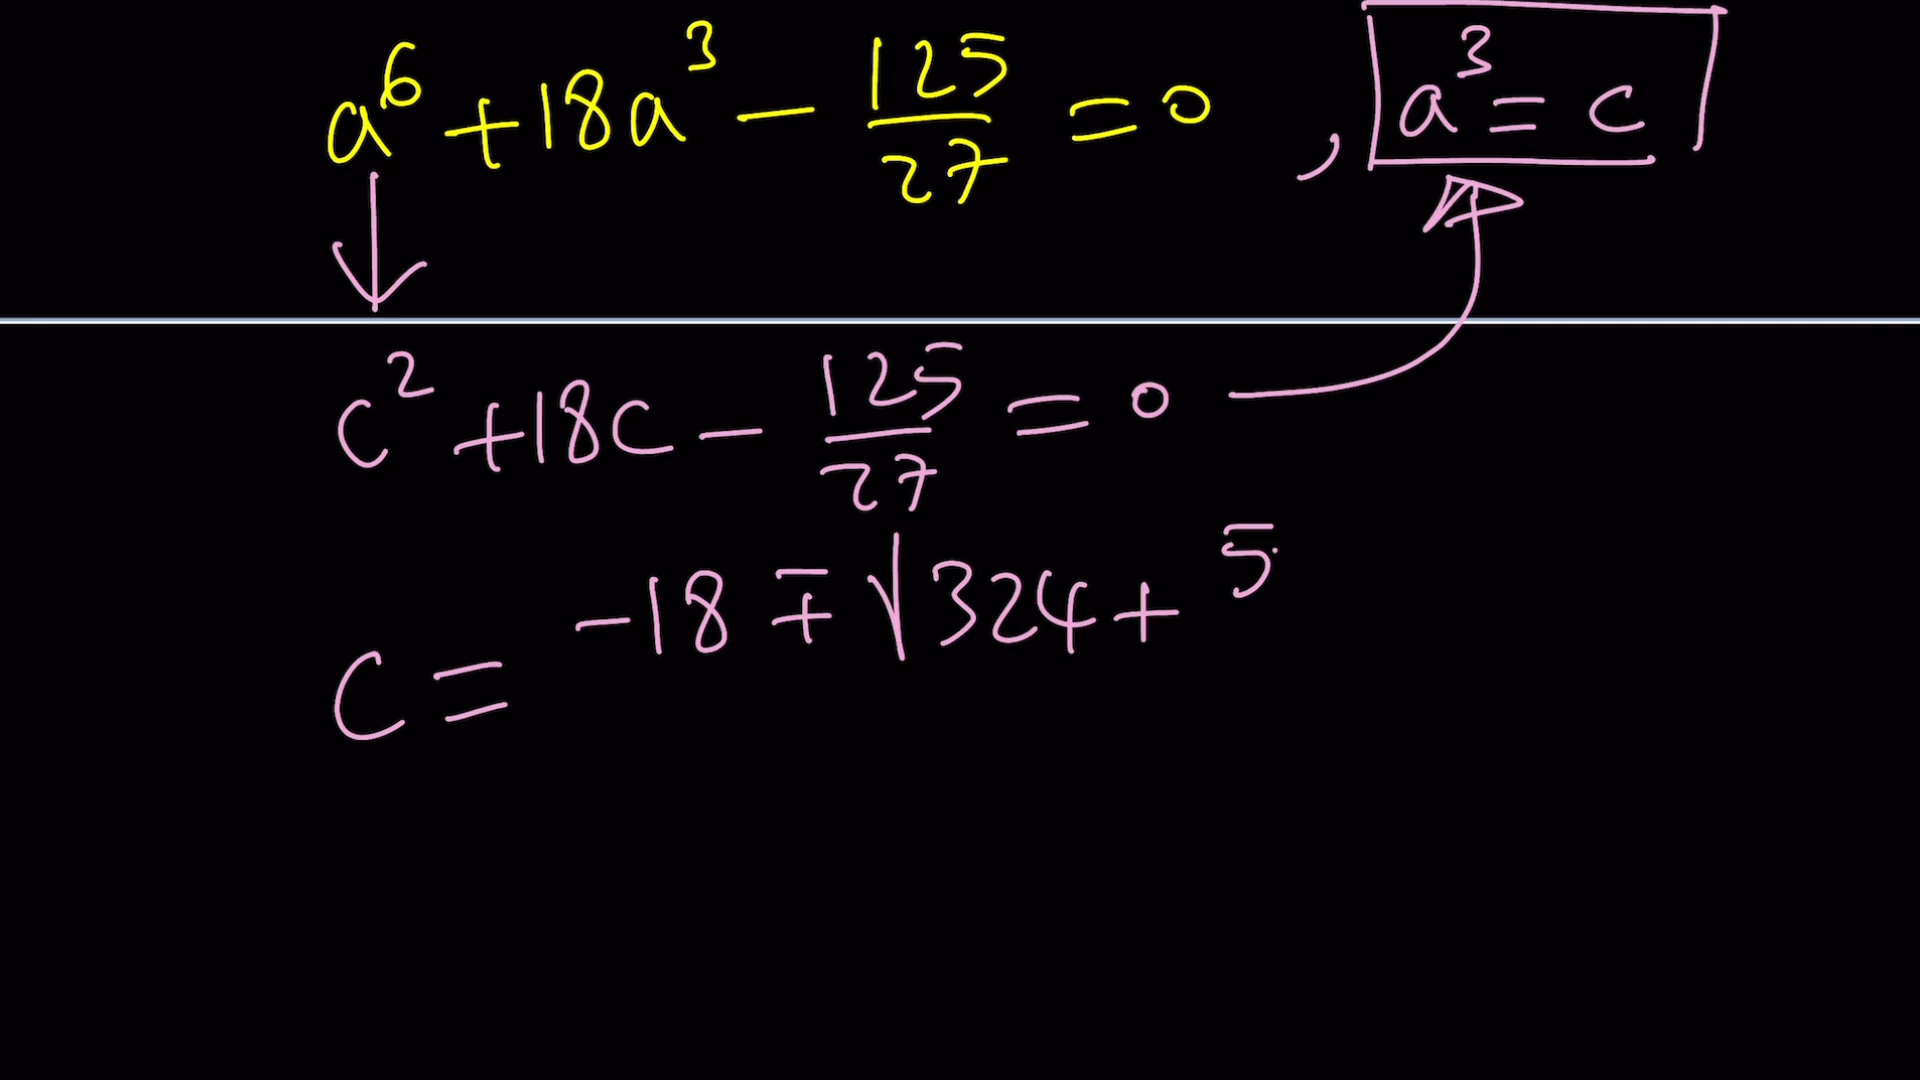 a⁶ + 18a³ − 125/27 = 0 , a³ = c
c² + 18c − 125/27 = 0
c = −18 ∓ √324 + 5